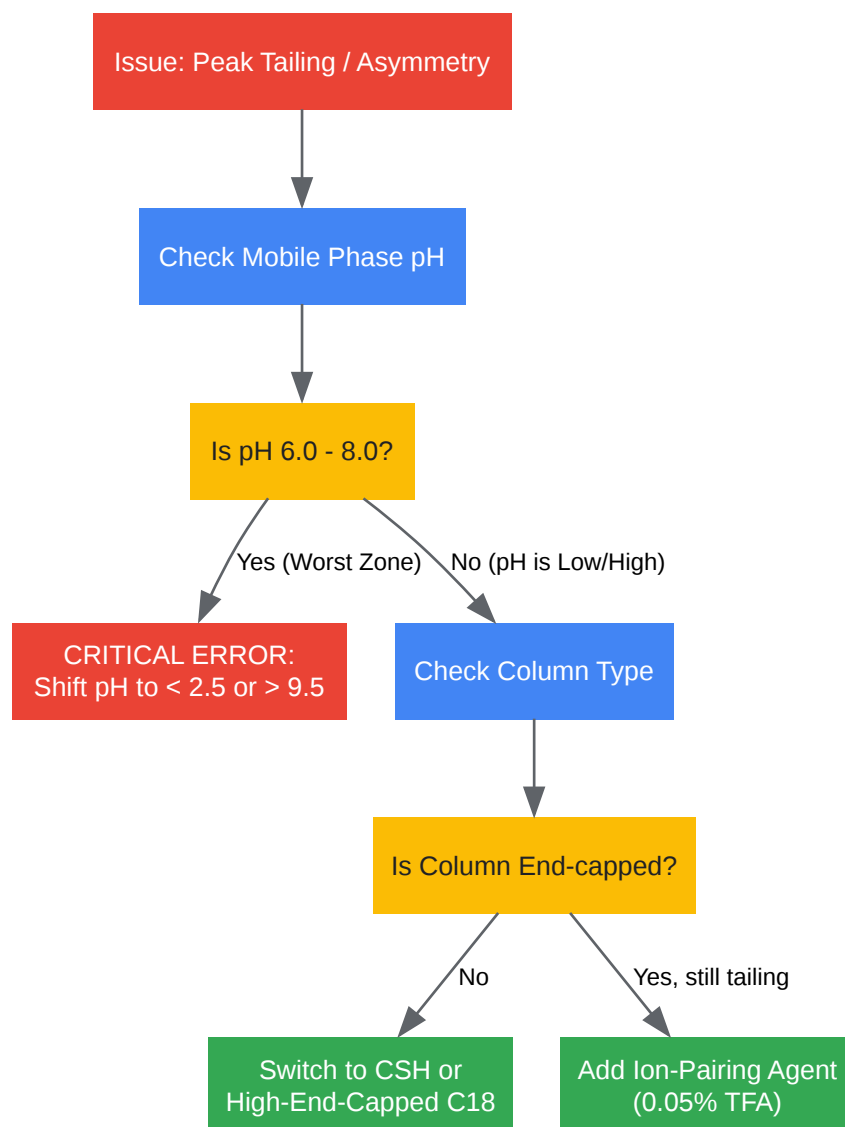 Issue: Peak Tailing / Asymmetry
Check Mobile Phase pH
Is pH 6.0 - 8.0?
Yes (Worst Zone)
No (pH is Low/High)
CRITICAL ERROR:
Shift pH to < 2.5 or > 9.5
Check Column Type
Is Column End-capped?
No
Yes, still tailing
Switch to CSH or
High-End-Capped C18
Add Ion-Pairing Agent
(0.05% TFA)